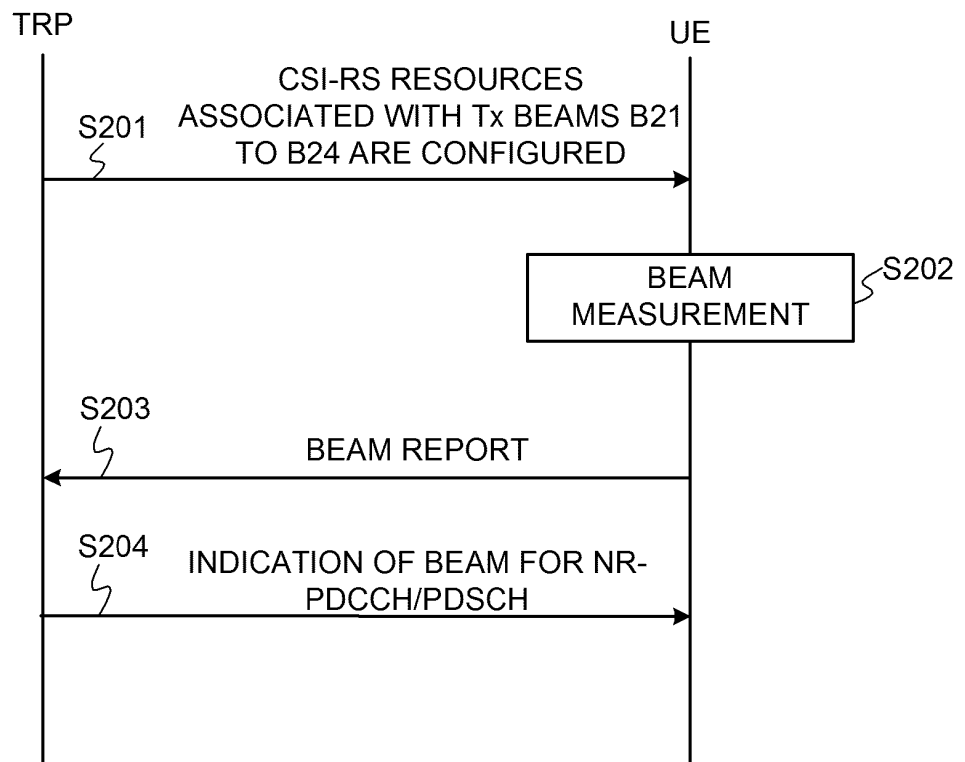 TRP
UE
CSI-RS RESOURCES
ASSOCIATED WITH Tx BEAMS B21
TO B24 ARE CONFIGURED
S201
BEAM
MEASUREMENT
S202
S203
BEAM REPORT
S204
INDICATION OF BEAM FOR NR-
PDCCH/PDSCH